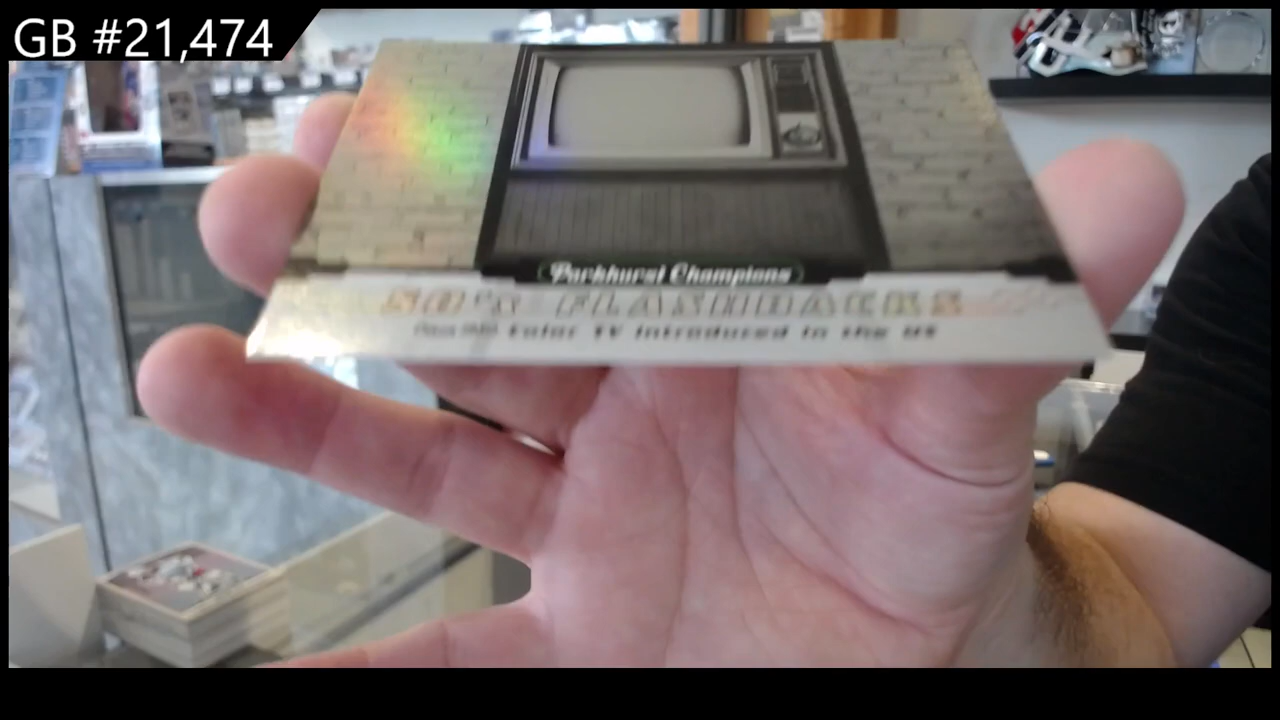 GB #21,474
Parkhurst Champions
50's FLASHBACKS
Color TV introduced in the US